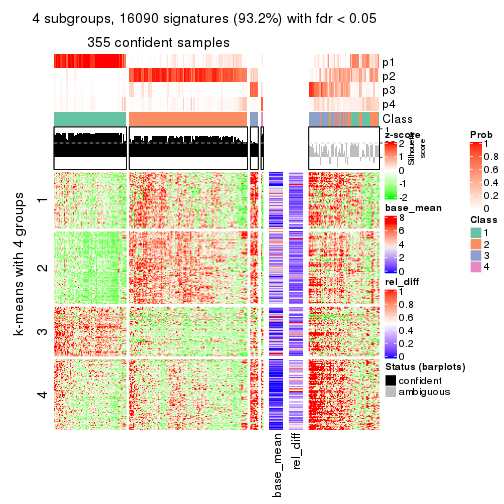 4 subgroups, 16090 signatures (93.2%) with fdr < 0.05
355 confident samples
p1
p2
p3
p4
Class
1
Silhouette
score
k-means with 4 groups
1
2
3
4
base_mean
rel_diff
z-score
2
1
0
-1
-2
base_mean
8
6
4
2
0
rel_diff
1
0.8
0.6
0.4
0.2
0
Status (barplots)
confident
ambiguous
Prob
1
0.8
0.6
0.4
0.2
0
Class
1
2
3
4